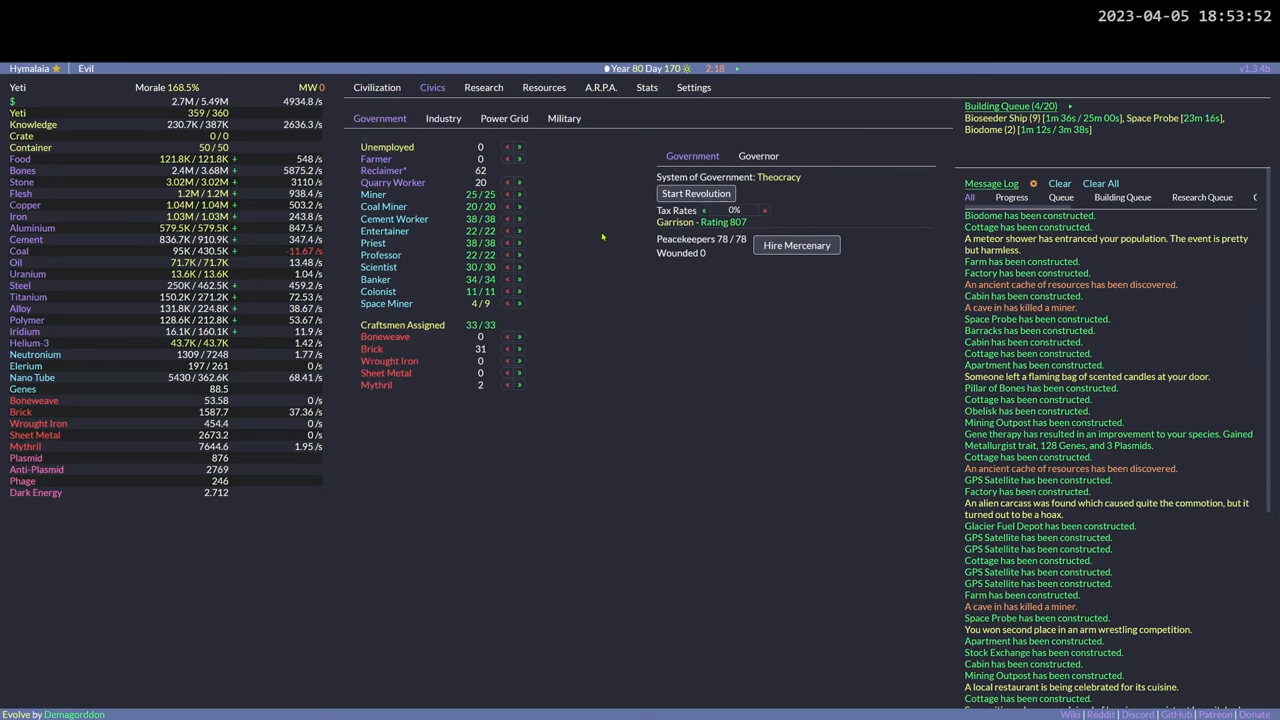 2023-04-05 18:53:52
Hymalaia Evil
Year 80 Day 170 2:18
v1.3.4b
Yeti Morale 168.5% MW 0
$ 2.7M / 5.49M 4934.8 /s
Yeti 359 / 360
Knowledge 230.7K / 387K 2636.3 /s
Crate 0 / 0
Container 50 / 50
Food 121.8K / 121.8K + 548 /s
Bones 2.4M / 3.68M + 5875.2 /s
Stone 3.02M / 3.02M + 3110 /s
Flesh 1.2M / 1.2M + 938.4 /s
Copper 1.04M / 1.04M + 503.2 /s
Iron 1.03M / 1.03M + 243.8 /s
Aluminium 579.5K / 579.5K + 847.5 /s
Cement 836.7K / 910.9K + 347.4 /s
Coal 95K / 430.5K + -11.67 /s
Oil 71.7K / 71.7K + 13.48 /s
Uranium 13.6K / 13.6K + 1.04 /s
Steel 250K / 462.5K + 459.2 /s
Titanium 150.2K / 271.2K + 72.53 /s
Alloy 131.8K / 224.8K + 38.67 /s
Polymer 128.6K / 212.8K + 53.67 /s
Iridium 16.1K / 160.1K + 11.9 /s
Helium-3 43.7K / 43.7K + 1.42 /s
Neutronium 1309 / 7248 1.77 /s
Elerium 197 / 261
Nano Tube 5430 / 362.6K 68.41 /s
Genes 88.5
Boneweave 53.58 0 /s
Brick 1587.7 37.36 /s
Wrought Iron 454.4 0 /s
Sheet Metal 2673.2 0 /s
Mythril 7644.6 1.95 /s
Plasmid 876
Anti-Plasmid 2769
Phage 246
Dark Energy 2.712
Civilization Civics Research Resources A.R.P.A. Stats Settings
Government Industry Power Grid Military
Unemployed 0 « »
Farmer 0 « »
Reclaimer* 62
Quarry Worker 20 « »
Miner 25 / 25 « »
Coal Miner 20 / 20 « »
Cement Worker 38 / 38 « »
Entertainer 22 / 22 « »
Priest 38 / 38 « »
Professor 22 / 22 « »
Scientist 30 / 30 « »
Banker 34 / 34 « »
Colonist 11 / 11 « »
Space Miner 4 / 9 « »
Craftsmen Assigned 33 / 33
Boneweave 0 « »
Brick 31 « »
Wrought Iron 0 « »
Sheet Metal 0 « »
Mythril 2 « »
Government Governor
System of Government: Theocracy
Start Revolution
Tax Rates « 0% »
Garrison - Rating 807
Peacekeepers 78 / 78
Hire Mercenary
Wounded 0
Building Queue (4/20)
Bioseeder Ship (9) [1m 36s / 25m 00s], Space Probe [23m 16s],
Biodome (2) [1m 12s / 3m 38s]
Message Log Clear Clear All
All Progress Queue Building Queue Research Queue C
Biodome has been constructed.
Cottage has been constructed.
A meteor shower has entranced your population. The event is pretty
but harmless.
Farm has been constructed.
Factory has been constructed.
An ancient cache of resources has been discovered.
Cabin has been constructed.
A cave in has killed a miner.
Space Probe has been constructed.
Barracks has been constructed.
Cabin has been constructed.
Cottage has been constructed.
Apartment has been constructed.
Someone left a flaming bag of scented candles at your door.
Pillar of Bones has been constructed.
Cottage has been constructed.
Obelisk has been constructed.
Mining Outpost has been constructed.
Gene therapy has resulted in an improvement to your species. Gained
Metallurgist trait, 128 Genes, and 3 Plasmids.
Cottage has been constructed.
An ancient cache of resources has been discovered.
GPS Satellite has been constructed.
Factory has been constructed.
An alien carcass was found which caused quite the commotion, but it
turned out to be a hoax.
Glacier Fuel Depot has been constructed.
GPS Satellite has been constructed.
GPS Satellite has been constructed.
Cottage has been constructed.
GPS Satellite has been constructed.
GPS Satellite has been constructed.
Farm has been constructed.
A cave in has killed a miner.
Space Probe has been constructed.
You won second place in an arm wrestling competition.
Apartment has been constructed.
Stock Exchange has been constructed.
Cabin has been constructed.
Mining Outpost has been constructed.
A local restaurant is being celebrated for its cuisine.
Cottage has been constructed.
Evolve by Demagorddon
Wiki | Reddit | Discord | GitHub | Patreon | Donate